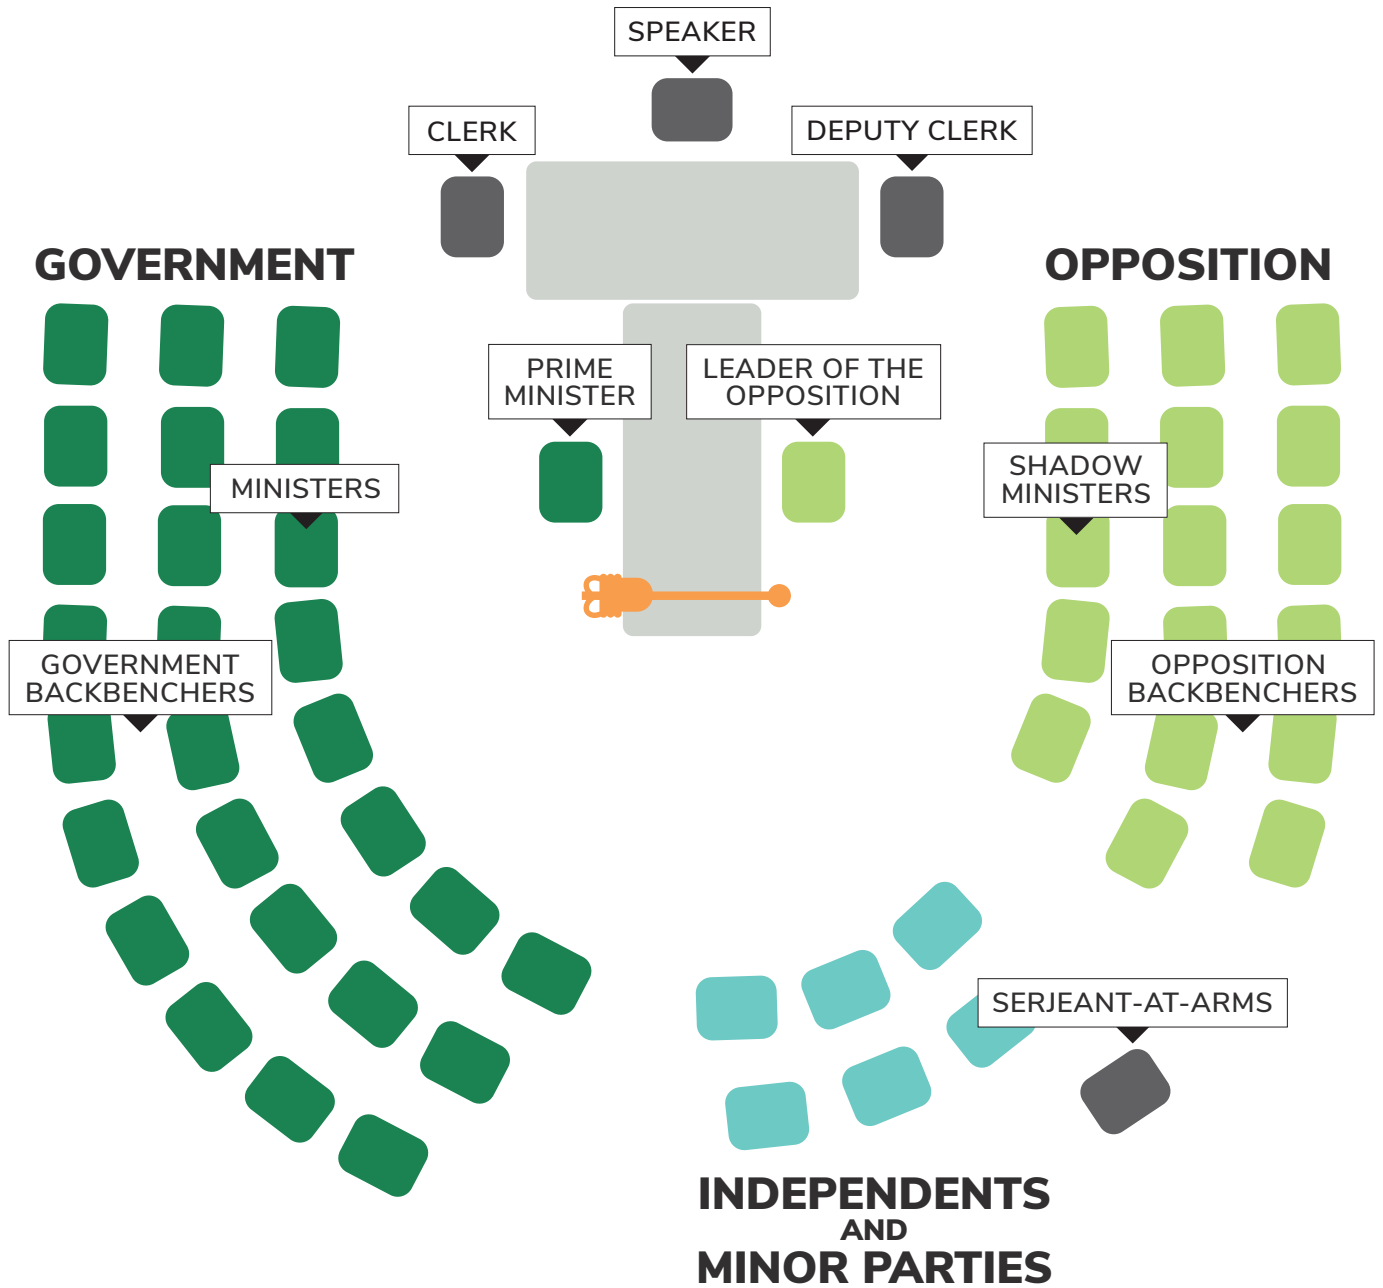 SPEAKER
CLERK
DEPUTY CLERK
GOVERNMENT
OPPOSITION
PRIME
MINISTER
LEADER OF THE
OPPOSITION
MINISTERS
SHADOW
MINISTERS
GOVERNMENT
BACKBENCHERS
OPPOSITION
BACKBENCHERS
SERJEANT-AT-ARMS
INDEPENDENTS
AND
MINOR PARTIES